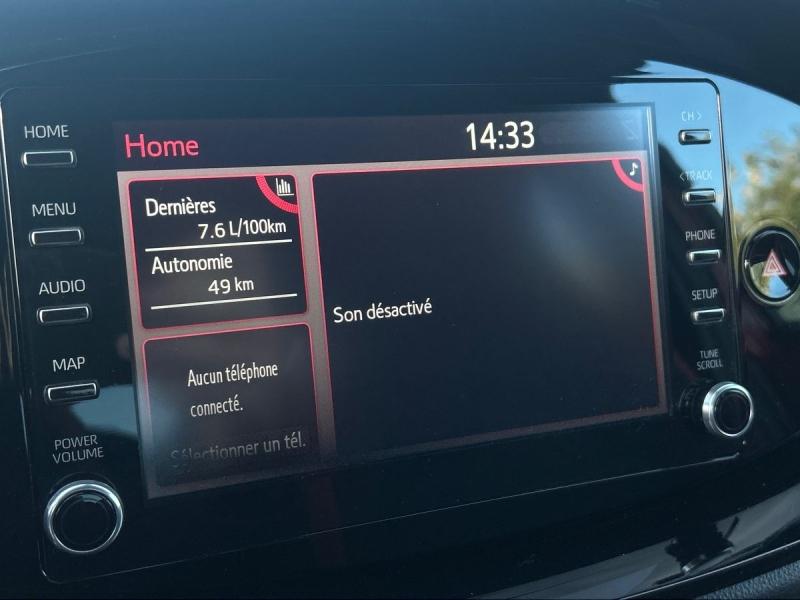 HOME
MENU
AUDIO
MAP
POWER
VOLUME
Home
14:33
Dernières
7.6 L/100km
Autonomie
49 km
Aucun téléphone
connecté.
Sélectionner un tél.
Son désactivé
CH >
< TRACK
PHONE
SETUP
TUNE
SCROLL